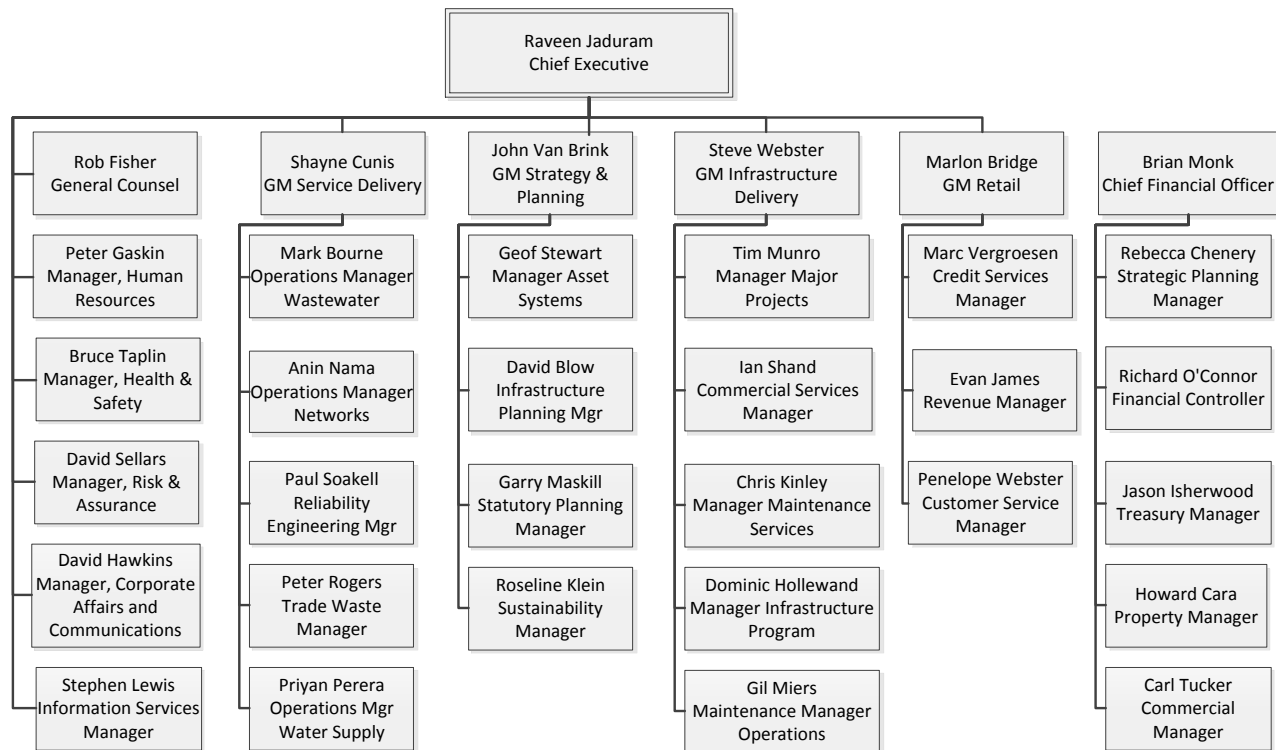 Raveen Jaduram
Chief Executive
Rob Fisher
General Counsel
Shayne Cunis
GM Service Delivery
John Van Brink
GM Strategy &
Planning
Steve Webster
GM Infrastructure
Delivery
Marlon Bridge
GM Retail
Brian Monk
Chief Financial Officer
Peter Gaskin
Manager, Human
Resources
Mark Bourne
Operations Manager
Wastewater
Geof Stewart
Manager Asset
Systems
Tim Munro
Manager Major
Projects
Marc Vergroesen
Credit Services
Manager
Rebecca Chenery
Strategic Planning
Manager
Bruce Taplin
Manager, Health &
Safety
Anin Nama
Operations Manager
Networks
David Blow
Infrastructure
Planning Mgr
Ian Shand
Commercial Services
Manager
Evan James
Revenue Manager
Richard O'Connor
Financial Controller
David Sellars
Manager, Risk &
Assurance
Paul Soakell
Reliability
Engineering Mgr
Garry Maskill
Statutory Planning
Manager
Chris Kinley
Manager Maintenance
Services
Penelope Webster
Customer Service
Manager
Jason Isherwood
Treasury Manager
David Hawkins
Manager, Corporate
Affairs and
Communications
Peter Rogers
Trade Waste
Manager
Roseline Klein
Sustainability
Manager
Dominic Hollewand
Manager Infrastructure
Program
Howard Cara
Property Manager
Stephen Lewis
Information Services
Manager
Priyan Perera
Operations Mgr
Water Supply
Gil Miers
Maintenance Manager
Operations
Carl Tucker
Commercial
Manager